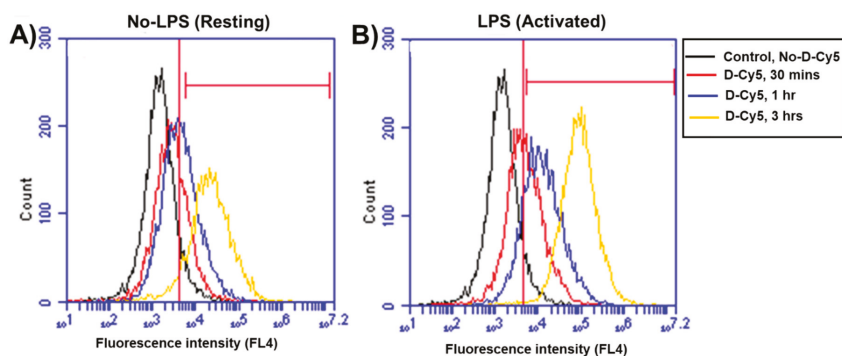 A)
No-LPS (Resting)
300
200
100
0
Count
10^1 10^2 10^3 10^4 10^5 10^6 10^7.2
Fluorescence intensity (FL4)
B)
LPS (Activated)
300
200
100
0
Count
10^1 10^2 10^3 10^4 10^5 10^6 10^7.2
Fluorescence intensity (FL4)
Control, No-D-Cy5
D-Cy5, 30 mins
D-Cy5, 1 hr
D-Cy5, 3 hrs